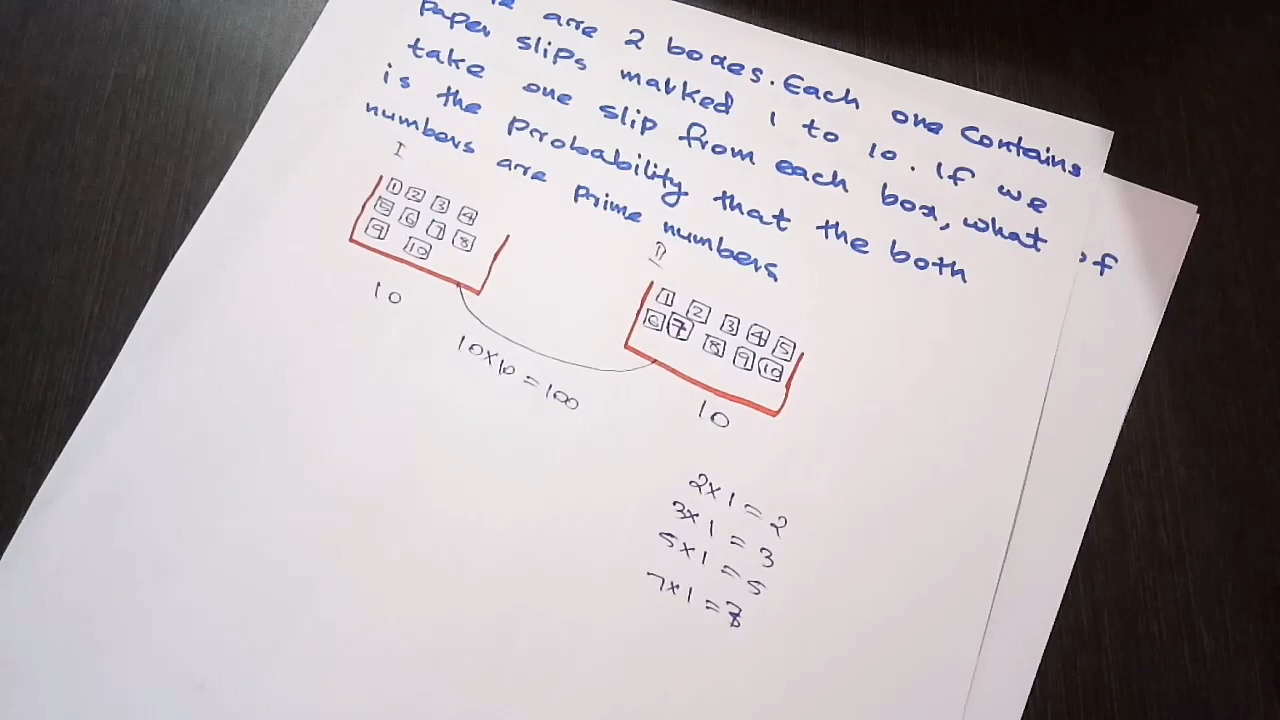 are 2 boxes. Each one contains
Paper slips marked 1 to 10. If we
take one slip from each box, what
is the probability that the both of
numbers are prime numbers
I
1 2 3 4
5 6 7 8
9 10
10
II
1 2 3 4 5
6 7 8 9 10
10
10×10 = 100
2×1 = 2
3×1 = 3
5×1 = 5
7×1 =